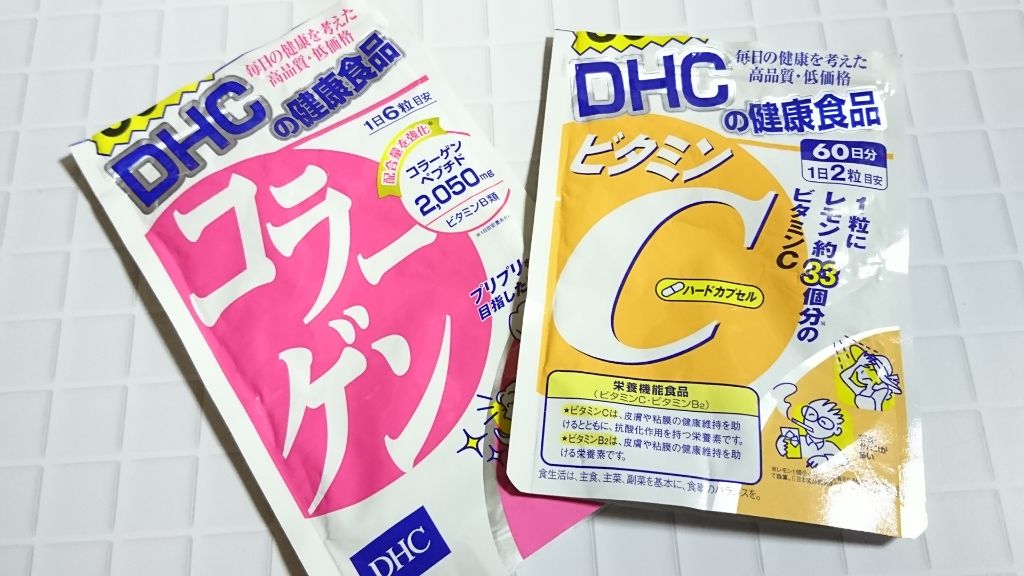 DHC
の健康食品
毎日の健康を考えた
高品質・低価格
1日6粒目安
配合量を強化*
コラーゲン
ペプチド
2,050mg
ビタミンB類
コラーゲン
プリプリ
目指した
DHC
DHC
の健康食品
毎日の健康を考えた
高品質・低価格
60日分
1日2粒目安
ビタミン
C
ハードカプセル
1粒に
レモン約33個分の
ビタミンC
栄養機能食品
(ビタミンC・ビタミンB2)
★ビタミンCは、皮膚や粘膜の健康維持を助
けるとともに、抗酸化作用を持つ栄養素です。
★ビタミンB2は、皮膚や粘膜の健康維持を助
ける栄養素です。
食生活は、主食、主菜、副菜を基本に、食事のバランスを。